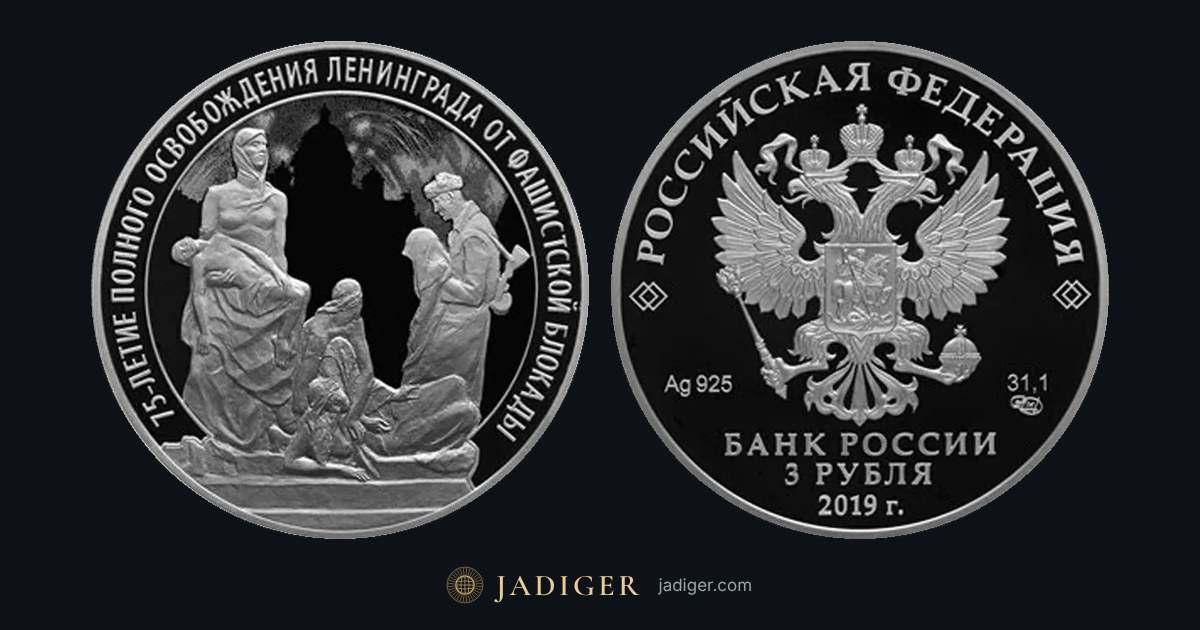 75-ЛЕТИЕ ПОЛНОГО ОСВОБОЖДЕНИЯ ЛЕНИНГРАДА ОТ ФАШИСТСКОЙ БЛОКАДЫ
РОССИЙСКАЯ ФЕДЕРАЦИЯ
Ag 925
31,1
БАНК РОССИИ
3 РУБЛЯ
2019 г.
JADIGER
jadiger.com